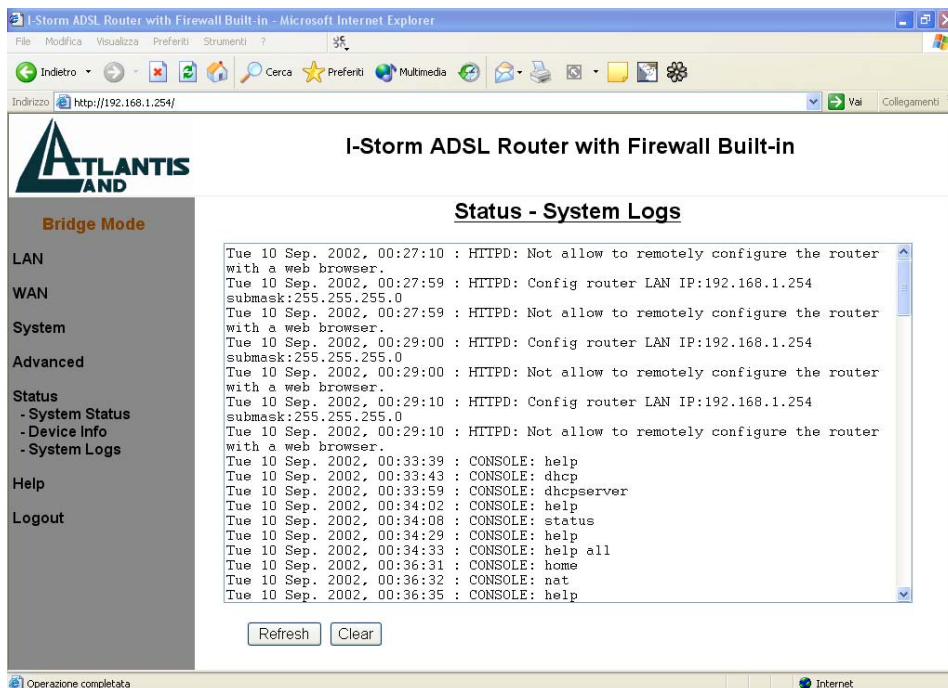 I-Storm ADSL Router with Firewall Built-in - Microsoft Internet Explorer
File Modifica Visualizza Preferiti Strumenti ?
Indietro Cerca Preferiti Multimedia
Indirizzo http://192.168.1.254/ Vai Collegamenti
ATLANTIS
LAND
I-Storm ADSL Router with Firewall Built-in
Bridge Mode
LAN
WAN
System
Advanced
Status
- System Status
- Device Info
- System Logs
Help
Logout
Status - System Logs
Tue 10 Sep. 2002, 00:27:10 : HTTPD: Not allow to remotely configure the router
with a web browser.
Tue 10 Sep. 2002, 00:27:59 : HTTPD: Config router LAN IP:192.168.1.254
submask:255.255.255.0
Tue 10 Sep. 2002, 00:27:59 : HTTPD: Not allow to remotely configure the router
with a web browser.
Tue 10 Sep. 2002, 00:29:00 : HTTPD: Config router LAN IP:192.168.1.254
submask:255.255.255.0
Tue 10 Sep. 2002, 00:29:00 : HTTPD: Not allow to remotely configure the router
with a web browser.
Tue 10 Sep. 2002, 00:29:10 : HTTPD: Config router LAN IP:192.168.1.254
submask:255.255.255.0
Tue 10 Sep. 2002, 00:29:10 : HTTPD: Not allow to remotely configure the router
with a web browser.
Tue 10 Sep. 2002, 00:33:39 : CONSOLE: help
Tue 10 Sep. 2002, 00:33:43 : CONSOLE: dhcp
Tue 10 Sep. 2002, 00:33:59 : CONSOLE: dhcpserver
Tue 10 Sep. 2002, 00:34:02 : CONSOLE: help
Tue 10 Sep. 2002, 00:34:08 : CONSOLE: status
Tue 10 Sep. 2002, 00:34:29 : CONSOLE: help
Tue 10 Sep. 2002, 00:34:33 : CONSOLE: help all
Tue 10 Sep. 2002, 00:36:31 : CONSOLE: home
Tue 10 Sep. 2002, 00:36:32 : CONSOLE: nat
Tue 10 Sep. 2002, 00:36:35 : CONSOLE: help
Refresh Clear
Operazione completata Internet